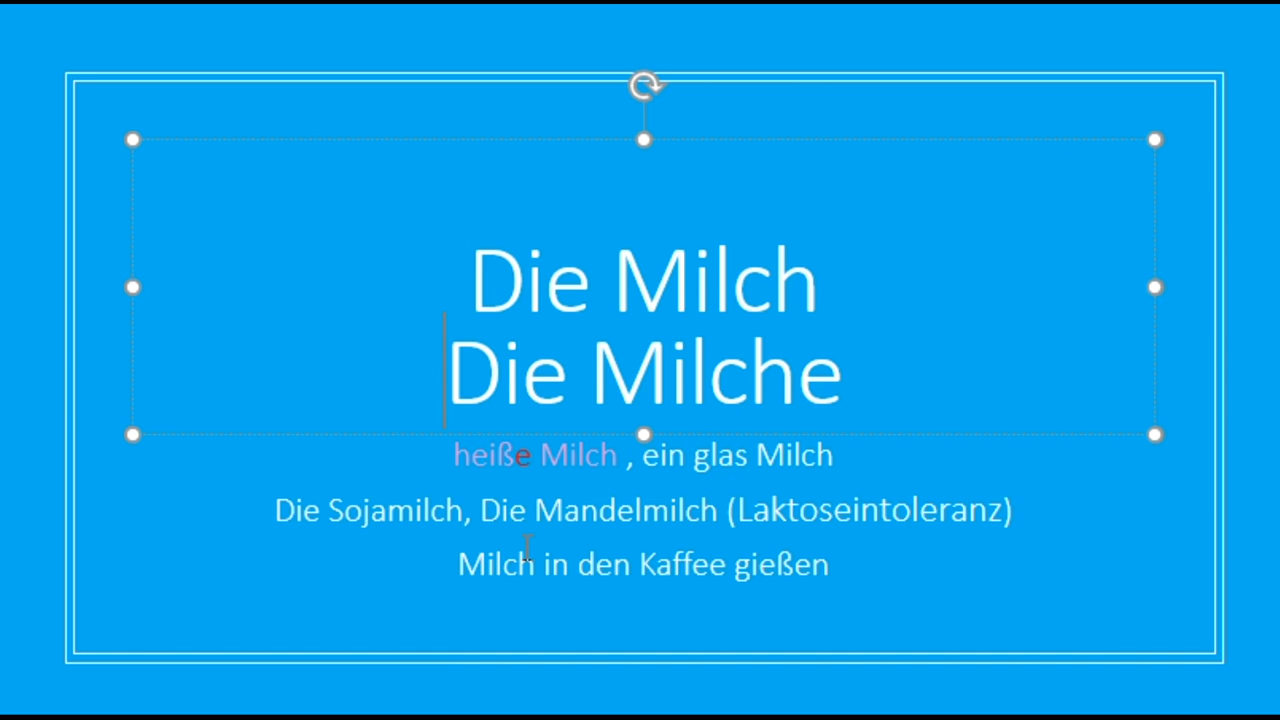 Die Milch
Die Milche
heiße Milch , ein glas Milch
Die Sojamilch, Die Mandelmilch (Laktoseintoleranz)
Milch in den Kaffee gießen